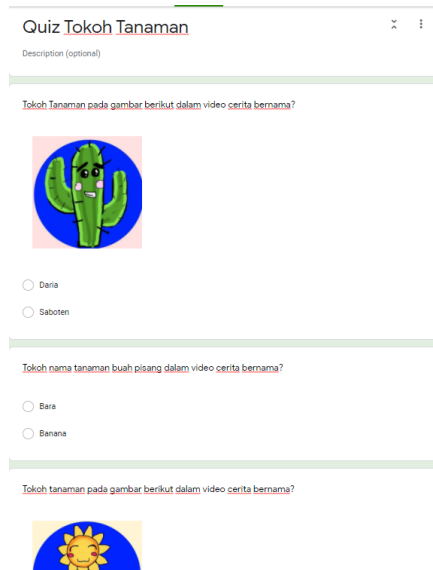 Quiz Tokoh Tanaman
Description (optional)
Tokoh Tanaman pada gambar berikut dalam video cerita bernama?
Daria
Saboten
Tokoh nama tanaman buah pisang dalam video cerita bernama?
Bara
Banana
Tokoh tanaman pada gambar berikut dalam video cerita bernama?